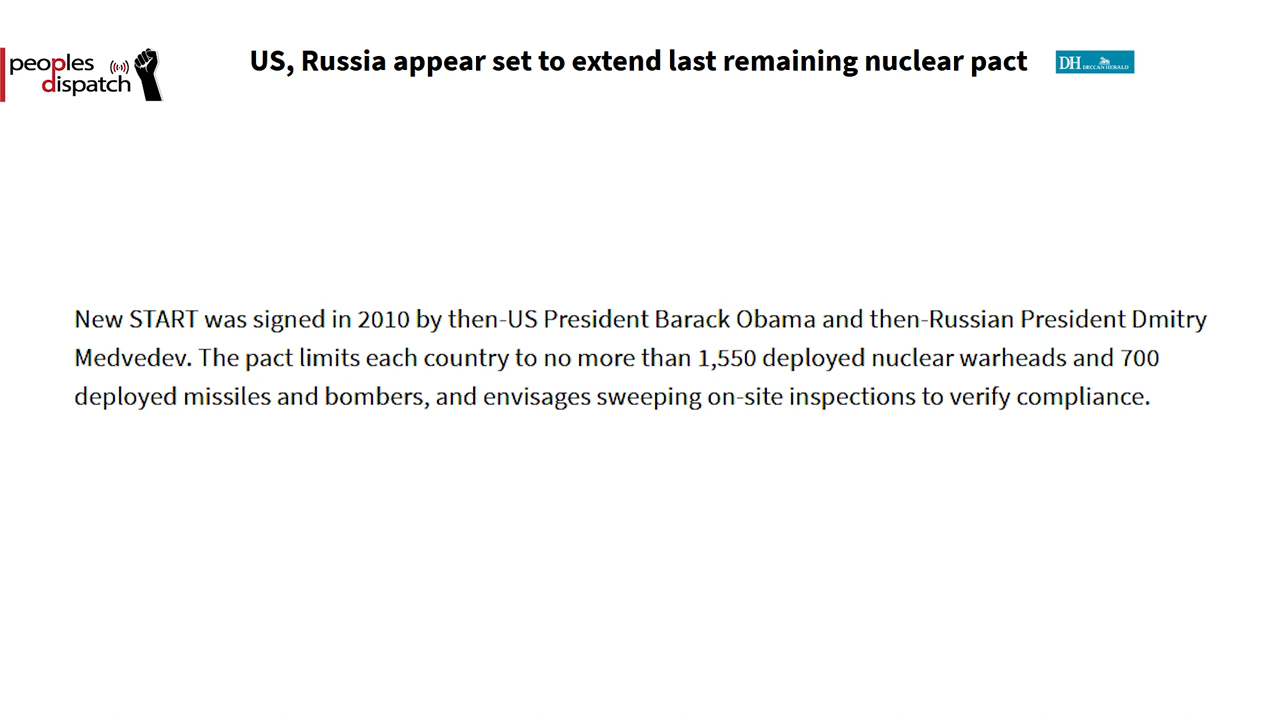 peoples
dispatch
US, Russia appear set to extend last remaining nuclear pact
DH DECCAN HERALD
New START was signed in 2010 by then-US President Barack Obama and then-Russian President Dmitry
Medvedev. The pact limits each country to no more than 1,550 deployed nuclear warheads and 700
deployed missiles and bombers, and envisages sweeping on-site inspections to verify compliance.